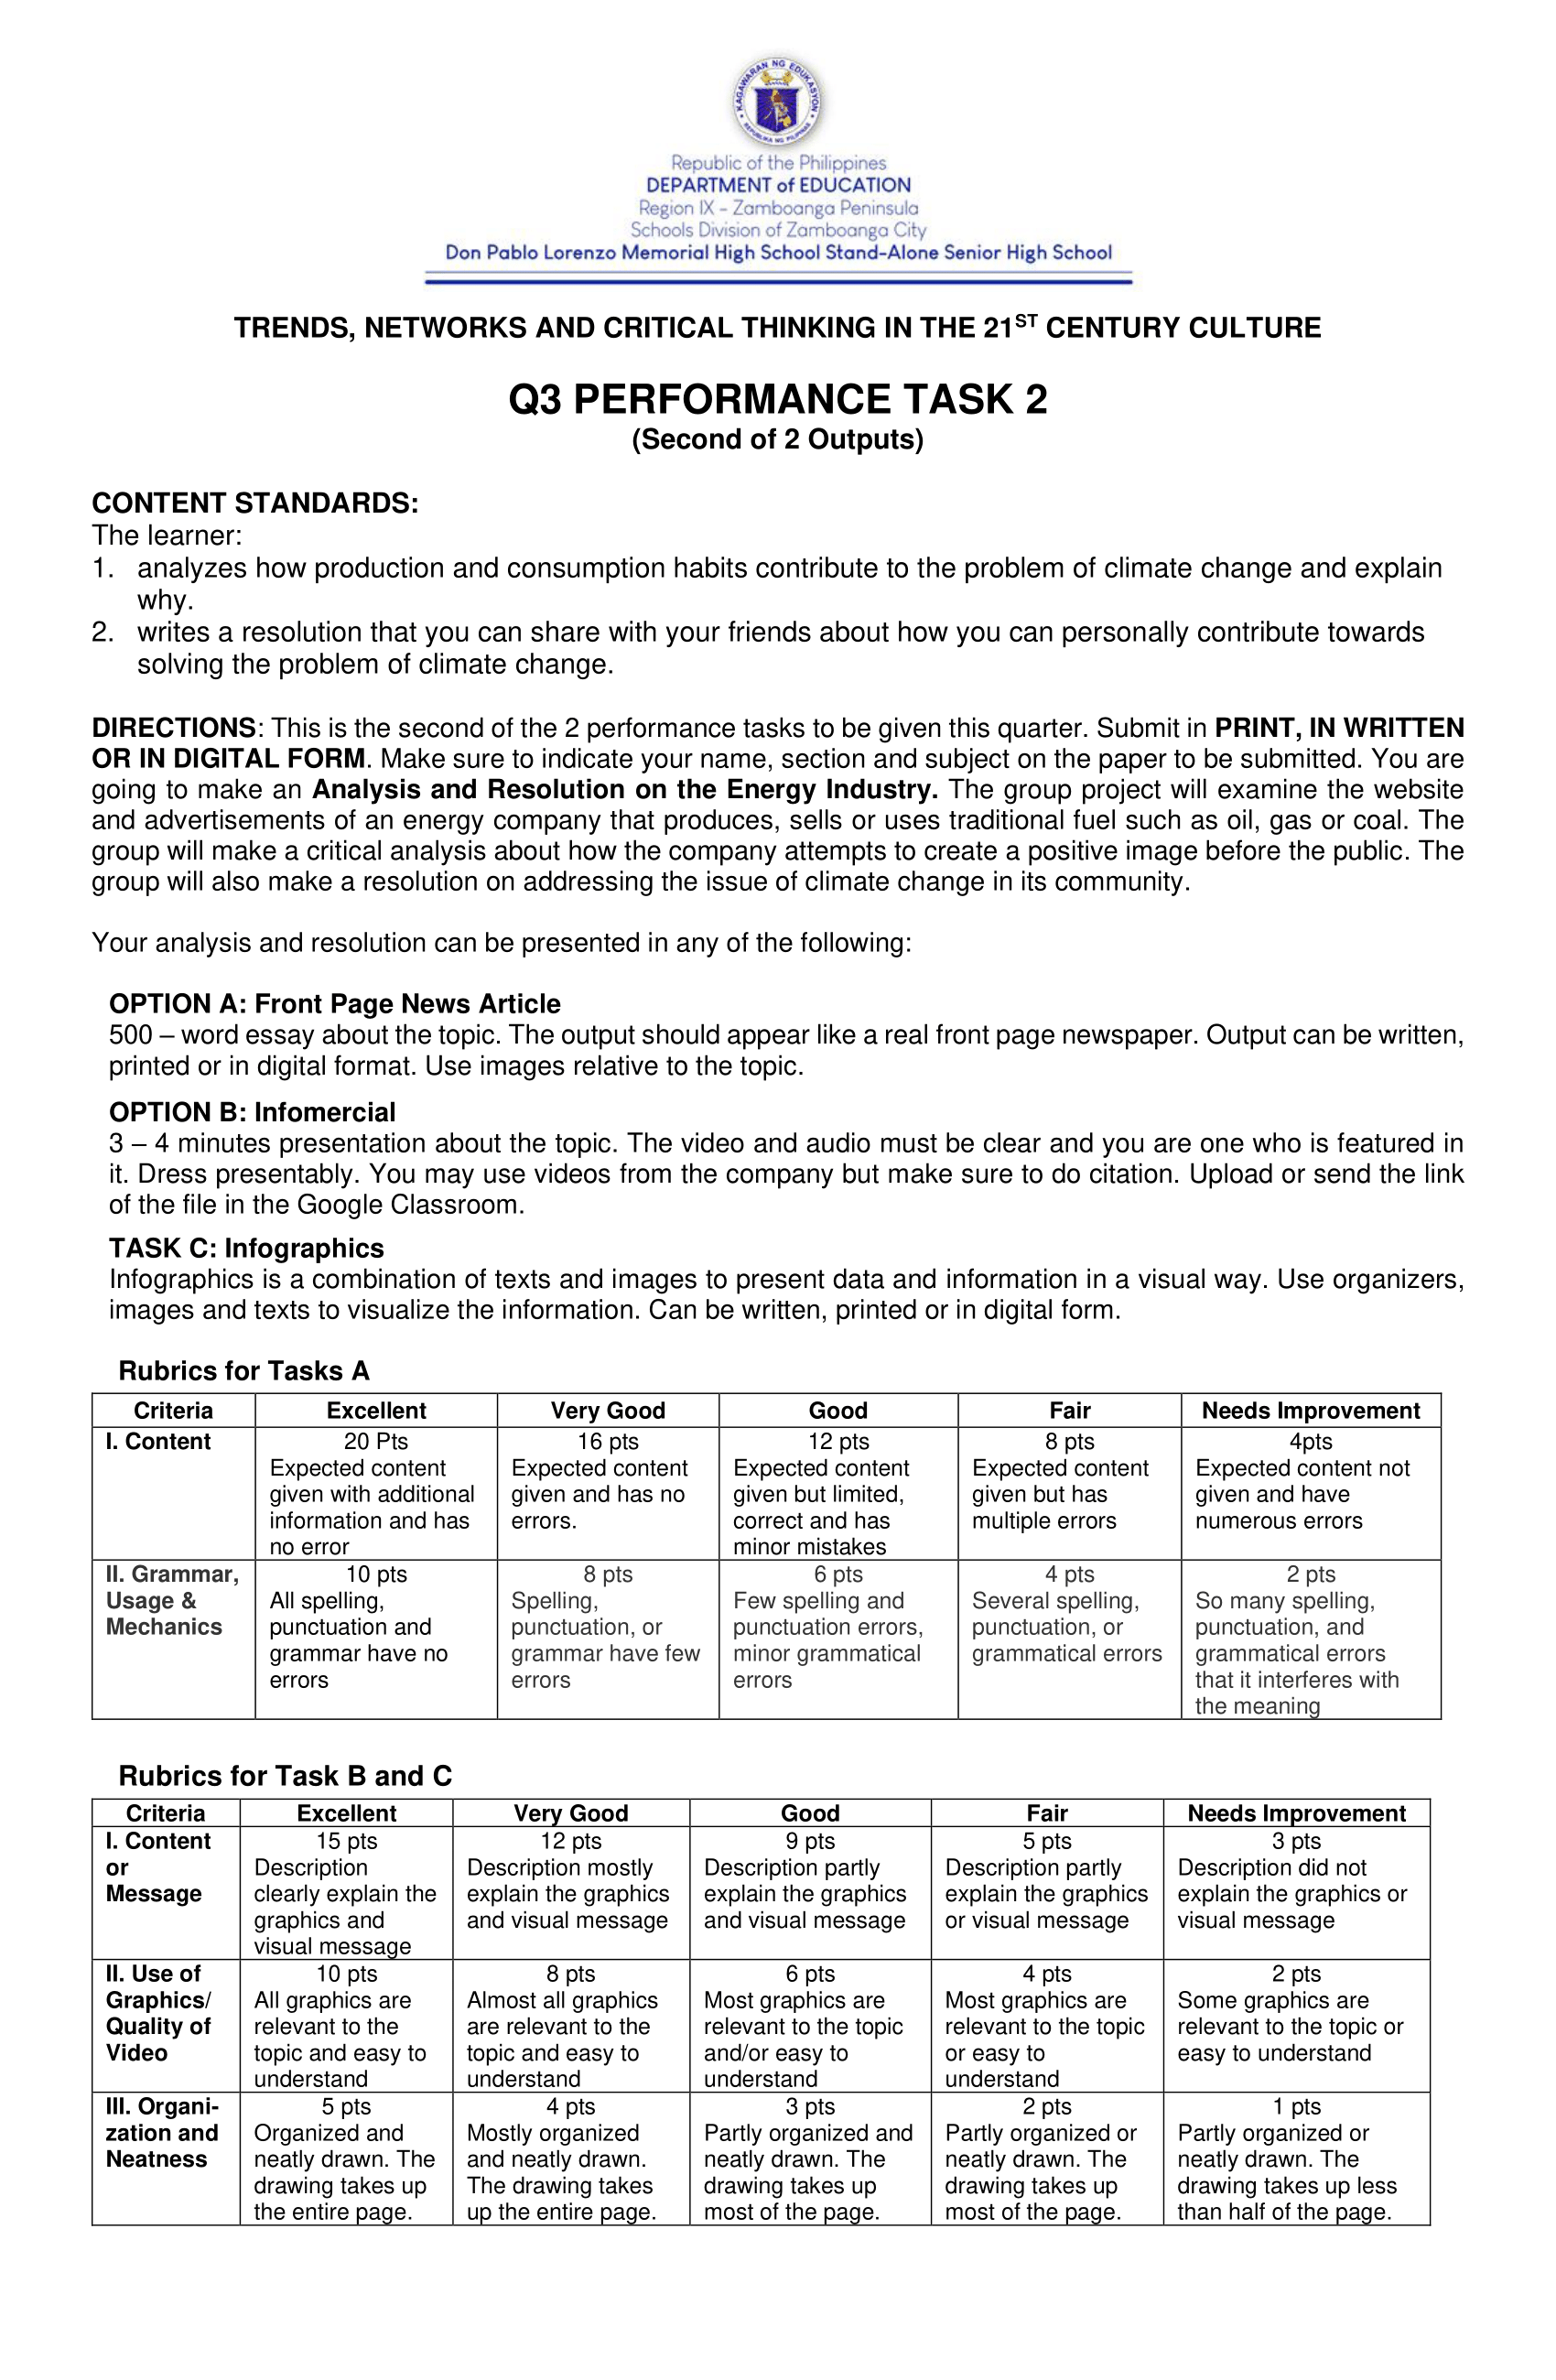 KAGAWARAN NG EDUKASYON
REPUBLIKA NG PILIPINAS
Republic of the Philippines
DEPARTMENT of EDUCATION
Region IX – Zamboanga Peninsula
Schools Division of Zamboanga City
Don Pablo Lorenzo Memorial High School Stand-Alone Senior High School
TRENDS, NETWORKS AND CRITICAL THINKING IN THE 21ST CENTURY CULTURE
Q3 PERFORMANCE TASK 2
(Second of 2 Outputs)
CONTENT STANDARDS:
The learner:
1. analyzes how production and consumption habits contribute to the problem of climate change and explain
why.
2. writes a resolution that you can share with your friends about how you can personally contribute towards
solving the problem of climate change.
DIRECTIONS: This is the second of the 2 performance tasks to be given this quarter. Submit in PRINT, IN WRITTEN
OR IN DIGITAL FORM. Make sure to indicate your name, section and subject on the paper to be submitted. You are
going to make an Analysis and Resolution on the Energy Industry. The group project will examine the website
and advertisements of an energy company that produces, sells or uses traditional fuel such as oil, gas or coal. The
group will make a critical analysis about how the company attempts to create a positive image before the public. The
group will also make a resolution on addressing the issue of climate change in its community.
Your analysis and resolution can be presented in any of the following:
OPTION A: Front Page News Article
500 – word essay about the topic. The output should appear like a real front page newspaper. Output can be written,
printed or in digital format. Use images relative to the topic.
OPTION B: Infomercial
3 – 4 minutes presentation about the topic. The video and audio must be clear and you are one who is featured in
it. Dress presentably. You may use videos from the company but make sure to do citation. Upload or send the link
of the file in the Google Classroom.
TASK C: Infographics
Infographics is a combination of texts and images to present data and information in a visual way. Use organizers,
images and texts to visualize the information. Can be written, printed or in digital form.
Rubrics for Tasks A
Criteria Excellent Very Good Good Fair Needs Improvement
I. Content 20 Pts 16 pts 12 pts 8 pts 4pts
Expected content Expected content Expected content Expected content Expected content not
given with additional given and has no given but limited, given but has given and have
information and has errors. correct and has multiple errors numerous errors
no error minor mistakes
II. Grammar, 10 pts 8 pts 6 pts 4 pts 2 pts
Usage & All spelling, Spelling, Few spelling and Several spelling, So many spelling,
Mechanics punctuation and punctuation, or punctuation errors, punctuation, or punctuation, and
grammar have no grammar have few minor grammatical grammatical errors grammatical errors
errors errors errors that it interferes with
the meaning
Rubrics for Task B and C
Criteria Excellent Very Good Good Fair Needs Improvement
I. Content 15 pts 12 pts 9 pts 5 pts 3 pts
or Description Description mostly Description partly Description partly Description did not
Message clearly explain the explain the graphics explain the graphics explain the graphics explain the graphics or
graphics and and visual message and visual message or visual message visual message
visual message
II. Use of 10 pts 8 pts 6 pts 4 pts 2 pts
Graphics/ All graphics are Almost all graphics Most graphics are Most graphics are Some graphics are
Quality of relevant to the are relevant to the relevant to the topic relevant to the topic relevant to the topic or
Video topic and easy to topic and easy to and/or easy to or easy to easy to understand
understand understand understand understand
III. Organi- 5 pts 4 pts 3 pts 2 pts 1 pts
zation and Organized and Mostly organized Partly organized and Partly organized or Partly organized or
Neatness neatly drawn. The and neatly drawn. neatly drawn. The neatly drawn. The neatly drawn. The
drawing takes up The drawing takes drawing takes up drawing takes up drawing takes up less
the entire page. up the entire page. most of the page. most of the page. than half of the page.